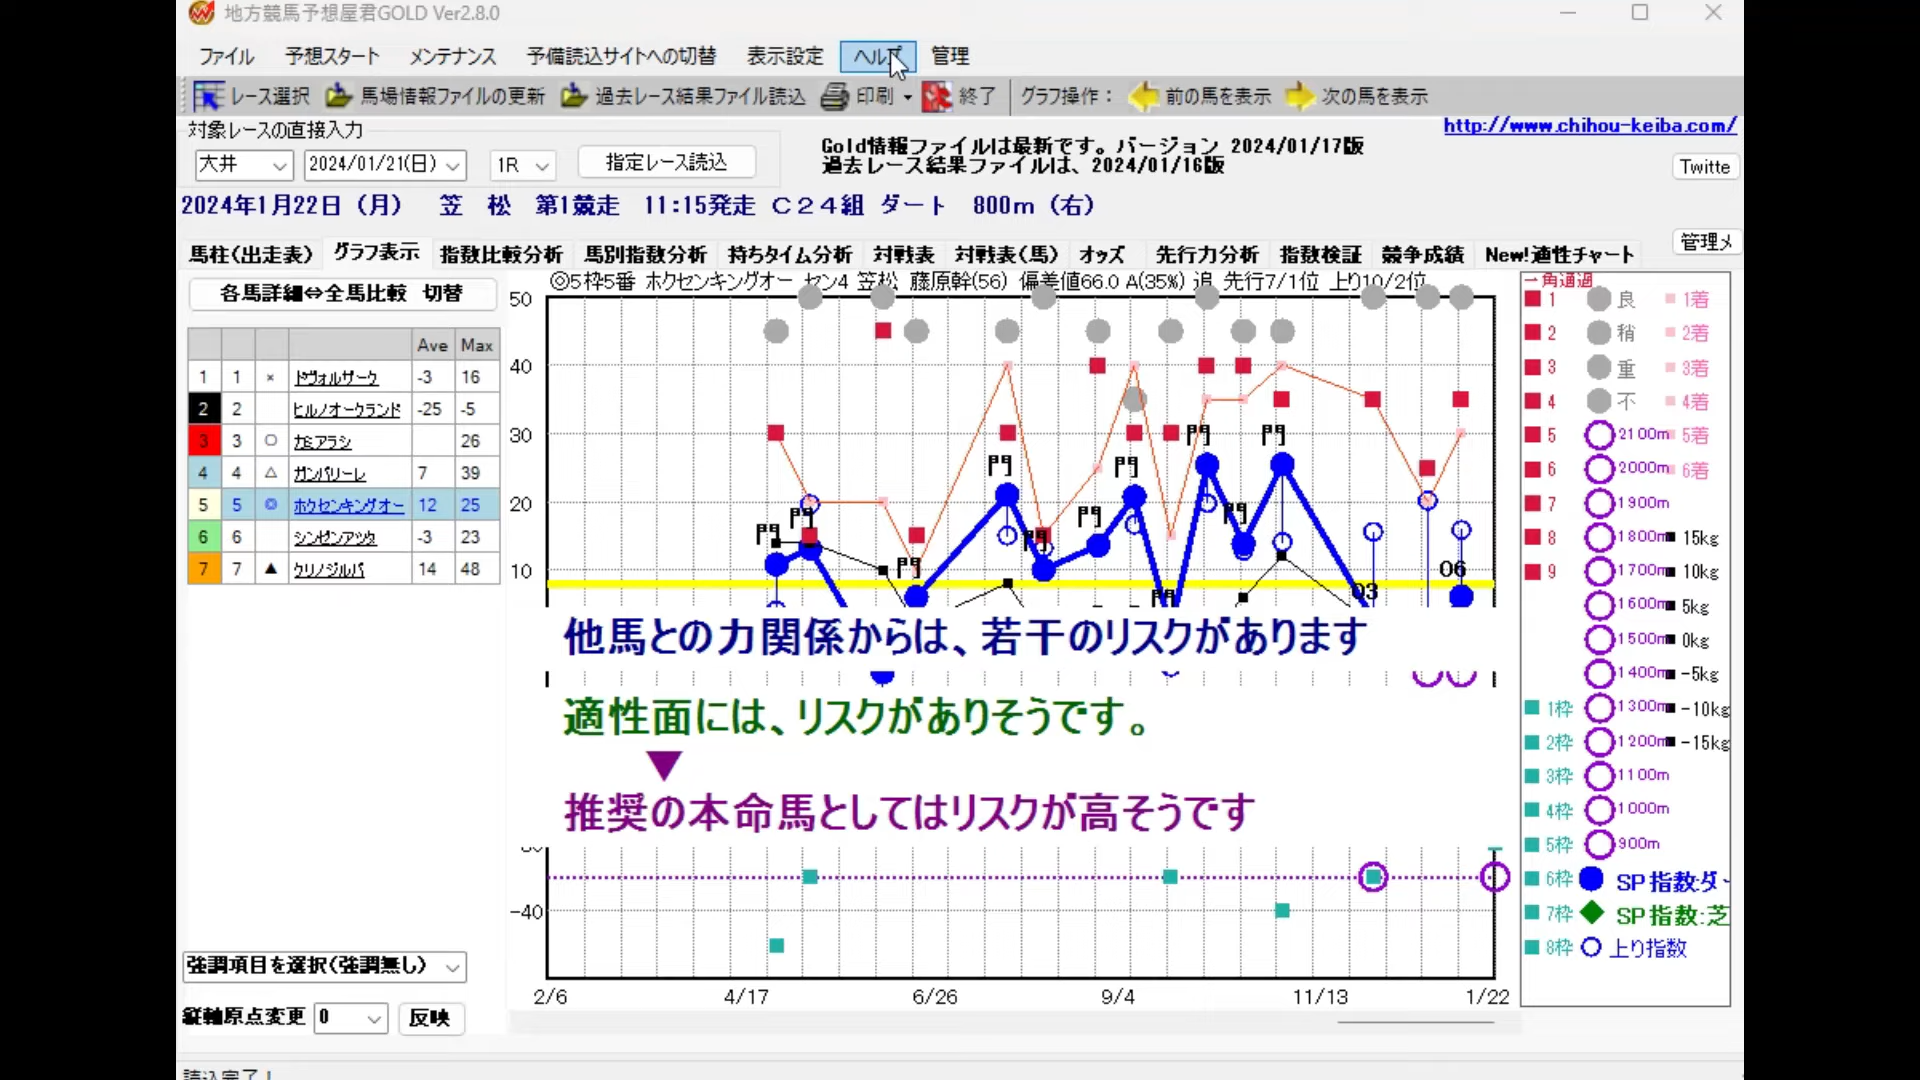 地方競馬予想屋君GOLD Ver2.8.0
ファイル 予想スタート メンテナンス 予備読込サイトへの切替 表示設定 ヘルプ 管理
レース選択 馬場情報ファイルの更新 過去レース結果ファイル読込 印刷 終了 グラフ操作： 前の馬を表示 次の馬を表示
対象レースの直接入力
http://www.chihou-keiba.com/
大井 2024/01/21(日) 1R 指定レース読込
Gold情報ファイルは最新です。バージョン 2024/01/17版
過去レース結果ファイルは、2024/01/16版
Twitte
2024年1月22日（月） 笠 松 第1競走 11:15発走 Ｃ２４組 ダート 800m（右）
管理メ
馬柱(出走表) グラフ表示 指数比較分析 馬別指数分析 持ちタイム分析 対戦表 対戦表(馬) オッズ 先行力分析 指数検証 競争成績 New!適性チャート
◎5枠5番 ホクセンキングオー セン4 笠松 藤原幹(56) 偏差値66.0 A(35%) 追 先行7/1位 上り10/2位
各馬詳細⇔全馬比較 切替
Ave Max
1 1 × ドヴォルザーク -3 16
2 2 ヒルノオークランド -25 -5
3 3 ○ カミアラシ 26
4 4 △ ガンバリーレ 7 39
5 5 ◎ ホクセンキングオー 12 25
6 6 シンゼンアツカ -3 23
7 7 ▲ クリノジルバ 14 48
50
40
30
20
10
-40
門 門 門 門 門 門 門 門 門 門 門
03
06
他馬との力関係からは、若干のリスクがあります
適性面には、リスクがありそうです。
▼
推奨の本命馬としてはリスクが高そうです
2/6 4/17 6/26 9/4 11/13 1/22
一角通過
1 良 1着
2 稍 2着
3 重 3着
4 不 4着
5 2100m 5着
6 2000m 6着
7 1900m
8 1800m 15kg
9 1700m 10kg
1600m 5kg
1500m 0kg
1400m -5kg
1枠 1300m -10kg
2枠 1200m -15kg
3枠 1100m
4枠 1000m
5枠 900m
6枠 SP指数:ダ
7枠 SP指数:芝
8枠 上り指数
強調項目を選択(強調無し)
縦軸原点変更 0 反映
読込完了！